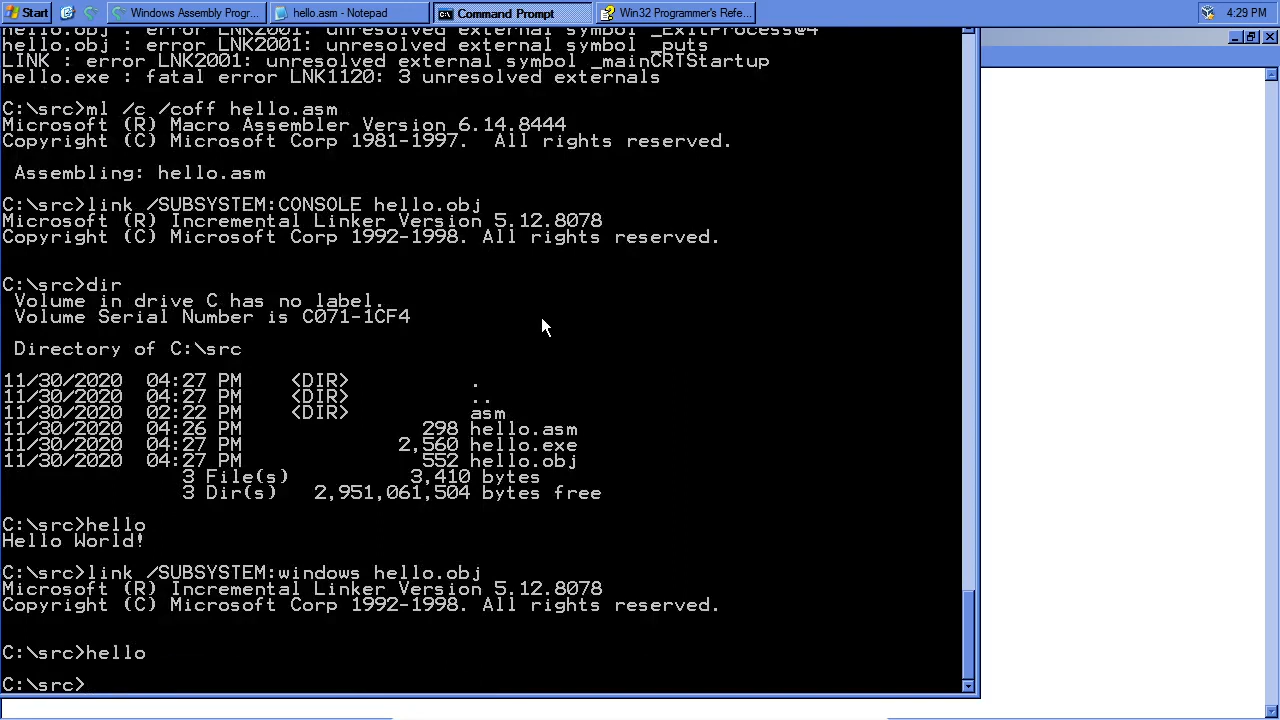 Start
Windows Assembly Progr...
hello.asm - Notepad
Command Prompt
Win32 Programmer's Refe...
4:29 PM
hello.obj : error LNK2001: unresolved external symbol _ExitProcess@4
hello.obj : error LNK2001: unresolved external symbol _puts
LINK : error LNK2001: unresolved external symbol _mainCRTStartup
hello.exe : fatal error LNK1120: 3 unresolved externals
C:\src>ml /c /coff hello.asm
Microsoft (R) Macro Assembler Version 6.14.8444
Copyright (C) Microsoft Corp 1981-1997.  All rights reserved.
Assembling: hello.asm
C:\src>link /SUBSYSTEM:CONSOLE hello.obj
Microsoft (R) Incremental Linker Version 5.12.8078
Copyright (C) Microsoft Corp 1992-1998. All rights reserved.
C:\src>dir
Volume in drive C has no label.
Volume Serial Number is C071-1CF4
Directory of C:\src
11/30/2020  04:27 PM    <DIR>          .
11/30/2020  04:27 PM    <DIR>          ..
11/30/2020  02:22 PM    <DIR>          asm
11/30/2020  04:26 PM               298 hello.asm
11/30/2020  04:27 PM             2,560 hello.exe
11/30/2020  04:27 PM               552 hello.obj
3 File(s)          3,410 bytes
3 Dir(s)   2,951,061,504 bytes free
C:\src>hello
Hello World!
C:\src>link /SUBSYSTEM:windows hello.obj
Microsoft (R) Incremental Linker Version 5.12.8078
Copyright (C) Microsoft Corp 1992-1998. All rights reserved.
C:\src>hello
C:\src>